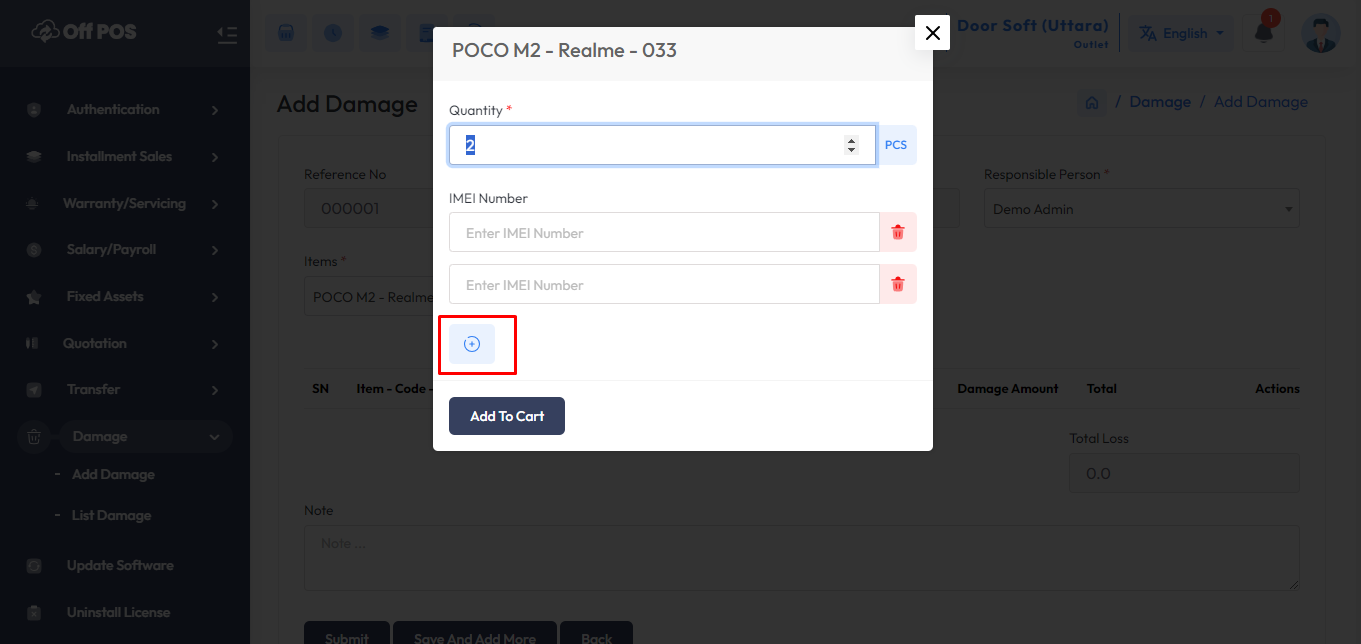 Off POS
Door Soft (Uttara)
Outlet
English
1
Authentication
Installment Sales
Warranty/Servicing
Salary/Payroll
Fixed Assets
Quotation
Transfer
Damage
- Add Damage
- List Damage
Update Software
Uninstall License
Add Damage
/ Damage / Add Damage
POCO M2 - Realme - 033
Quantity *
2
PCS
IMEI Number
Enter IMEI Number
Enter IMEI Number
Add To Cart
Reference No
000001
Responsible Person *
Demo Admin
Items *
POCO M2 - Realme
SN Item - Code - Damage Amount Total Actions
Total Loss
0.0
Note
Note ...
Submit Save And Add More Back